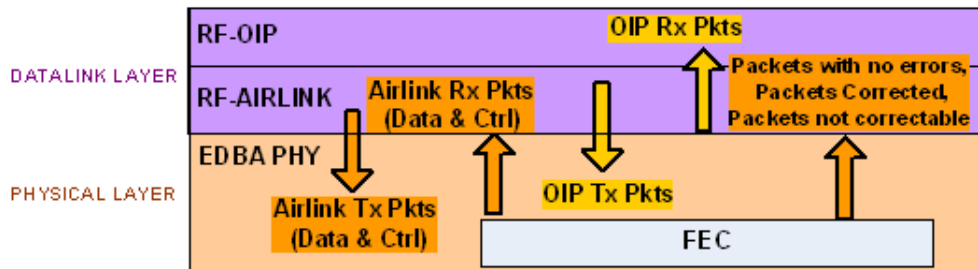 RF-OIP
OIP Rx Pkts
DATALINK LAYER
RF-AIRLINK
Airlink Rx Pkts
(Data & Ctrl)
Packets with no errors,
Packets Corrected,
Packets not correctable
EDBA PHY
PHYSICAL LAYER
Airlink Tx Pkts
(Data & Ctrl)
OIP Tx Pkts
FEC